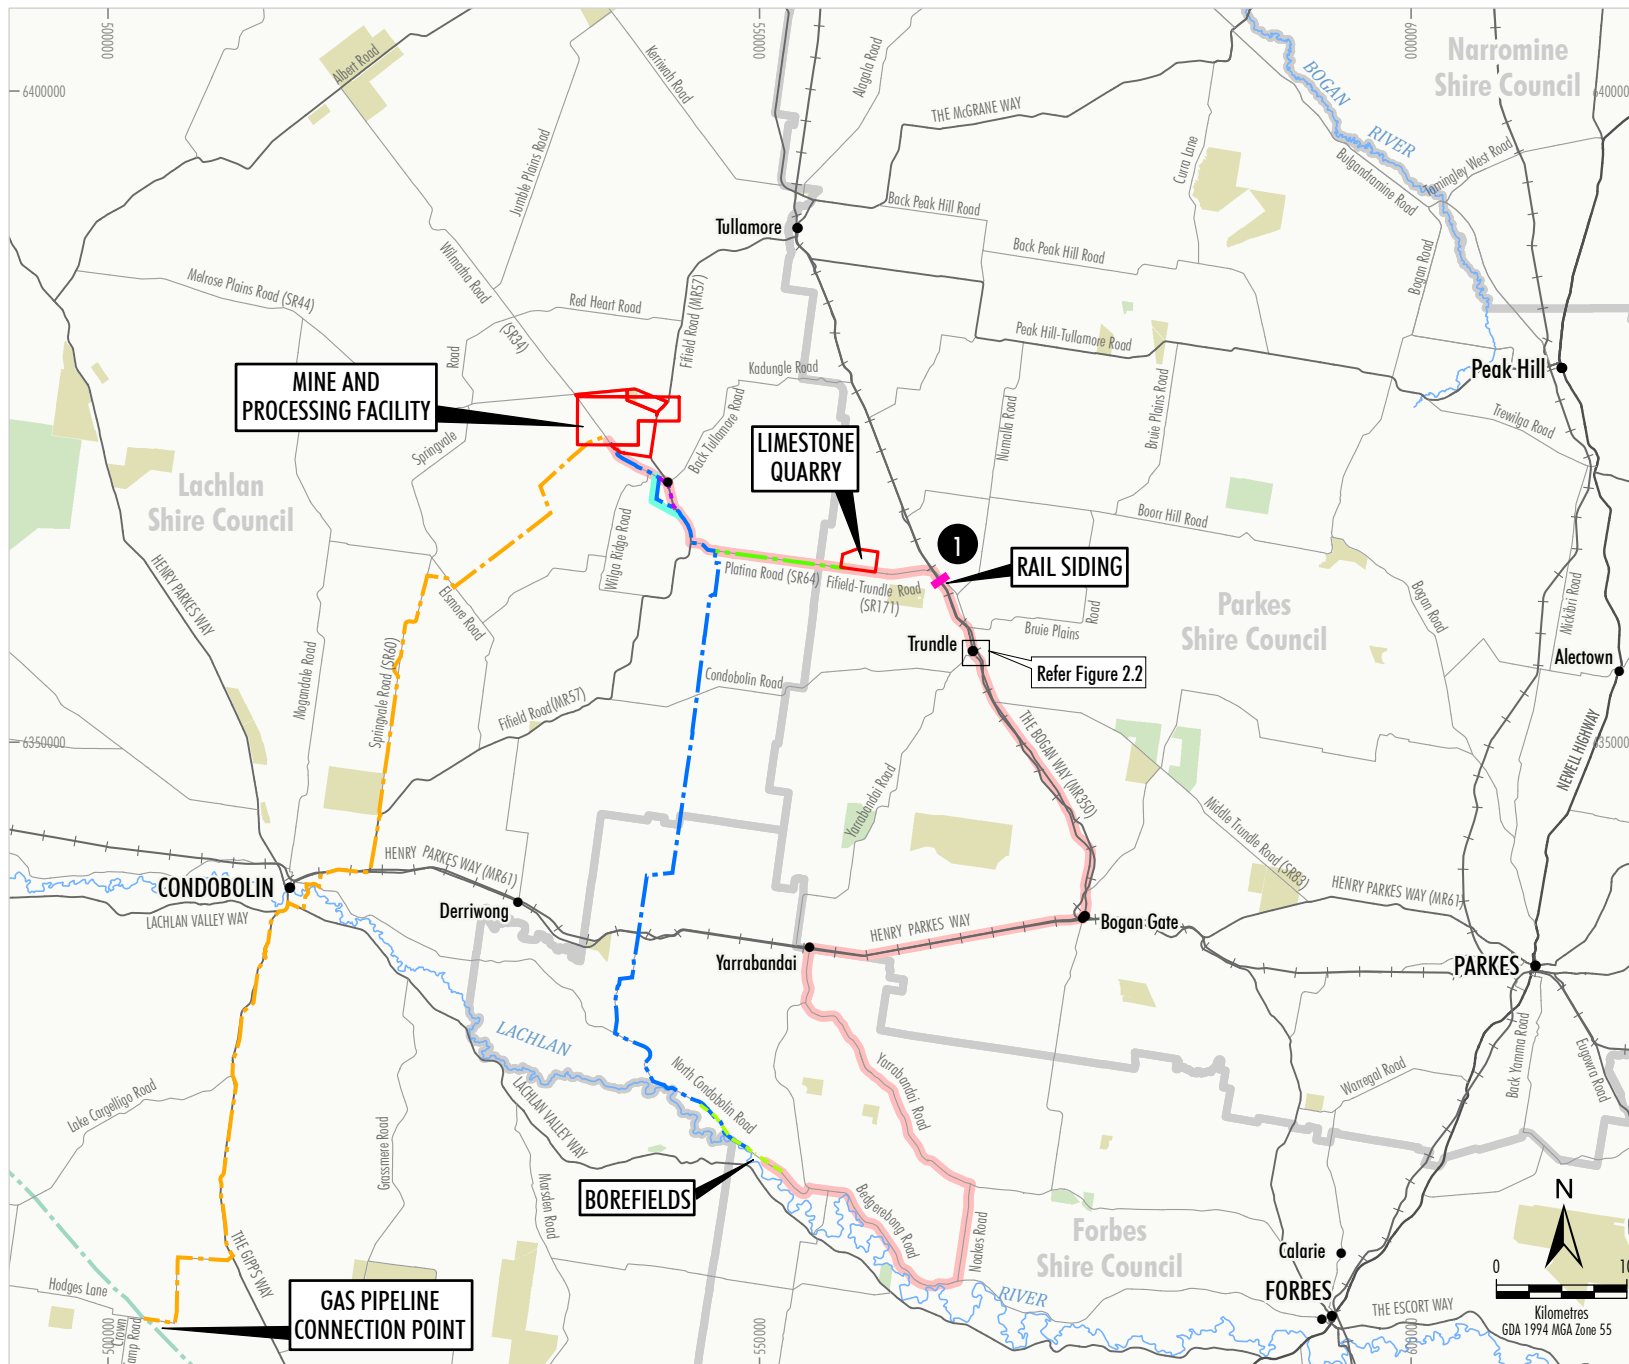 500000
550000
600000
Narromine
Shire Council
6400000
6400000
Albert Road
Kerriwah Road
Alagala Road
THE McGRANE WAY
BOGAN
RIVER
Jumble Plains Road
Curra Lane
Bulgandramine Road
Tomingley West Road
Back Peak Hill Road
Tullamore
Back Peak Hill Road
Bogan Road
Wilmatha Road
(SR34)
Melrose Plains Road (SR44)
Red Heart Road
Fifield Road (MR57)
Peak Hill-Tullamore Road
Peak Hill
Kadungle Road
MINE AND
PROCESSING FACILITY
Road
Springvale
Back Tullamore Road
Numalla Road
Bruie Plains Road
Trewilga Road
LIMESTONE
QUARRY
Lachlan
Shire Council
Boorr Hill Road
Wilga Ridge Road
1
RAIL SIDING
HENRY PARKES WAY
Platina Road (SR64)
Fifield-Trundle Road
(SR171)
Elsmore Road
Parkes
Shire Council
Bogan Road
Mickibri Road
Bruie Plains
Road
Trundle
Refer Figure 2.2
Alectown
Mogandale Road
Springvale Road (SR60)
Condobolin Road
Fifield Road (MR57)
THE BOGAN WAY (MR350)
6350000
6350000
NEWELL HIGHWAY
Yarrabandai Road
Middle Trundle Road (SR83)
HENRY PARKES WAY (MR61)
HENRY PARKES WAY (MR61)
CONDOBOLIN
LACHLAN VALLEY WAY
Derriwong
HENRY PARKES WAY
Bogan Gate
Yarrabandai
PARKES
LACHLAN
Yarrabandai Road
North Condobolin Road
Back Yamma Road
Eugowra Road
Warregal Road
Lake Cargelligo Road
LACHLAN VALLEY WAY
Grassmere Road
Marsden Road
BOREFIELDS
Bedgerebong Road
Noakes Road
Forbes
Shire Council
N
THE GIPPS WAY
Calarie
RIVER
FORBES
0
10
Kilometres
GDA 1994 MGA Zone 55
Hodges Lane
GAS PIPELINE
CONNECTION POINT
THE ESCORT WAY
Crown
amp Road
500000
550000
600000